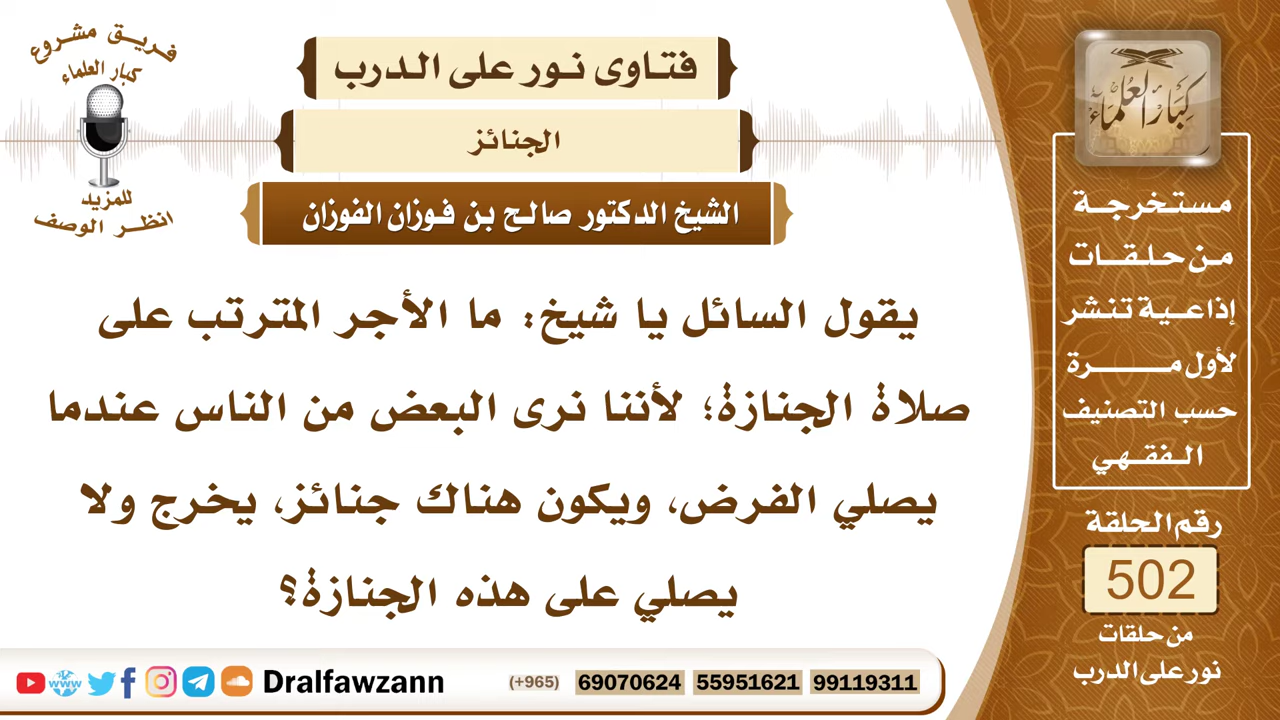 فريق مشروع
كبار العلماء
للمزيد
انظر الوصف
فتاوى نور على الدرب
الجنائز
الشيخ الدكتور صالح بن فوزان الفوزان
يقول السائل يا شيخ: ما الأجر المترتب على
صلاة الجنازة؛ لأننا نرى البعض من الناس عندما
يصلي الفرض، ويكون هناك جنائز، يخرج ولا
يصلي على هذه الجنازة؟
كبار العلماء
مستخرجة
من حلقات
إذاعية تنشر
لأول مرة
حسب التصنيف
الفقهي
رقم الحلقة
502
من حلقات
نور على الدرب
www Dralfawzann (+965) 69070624 55951621 99119311